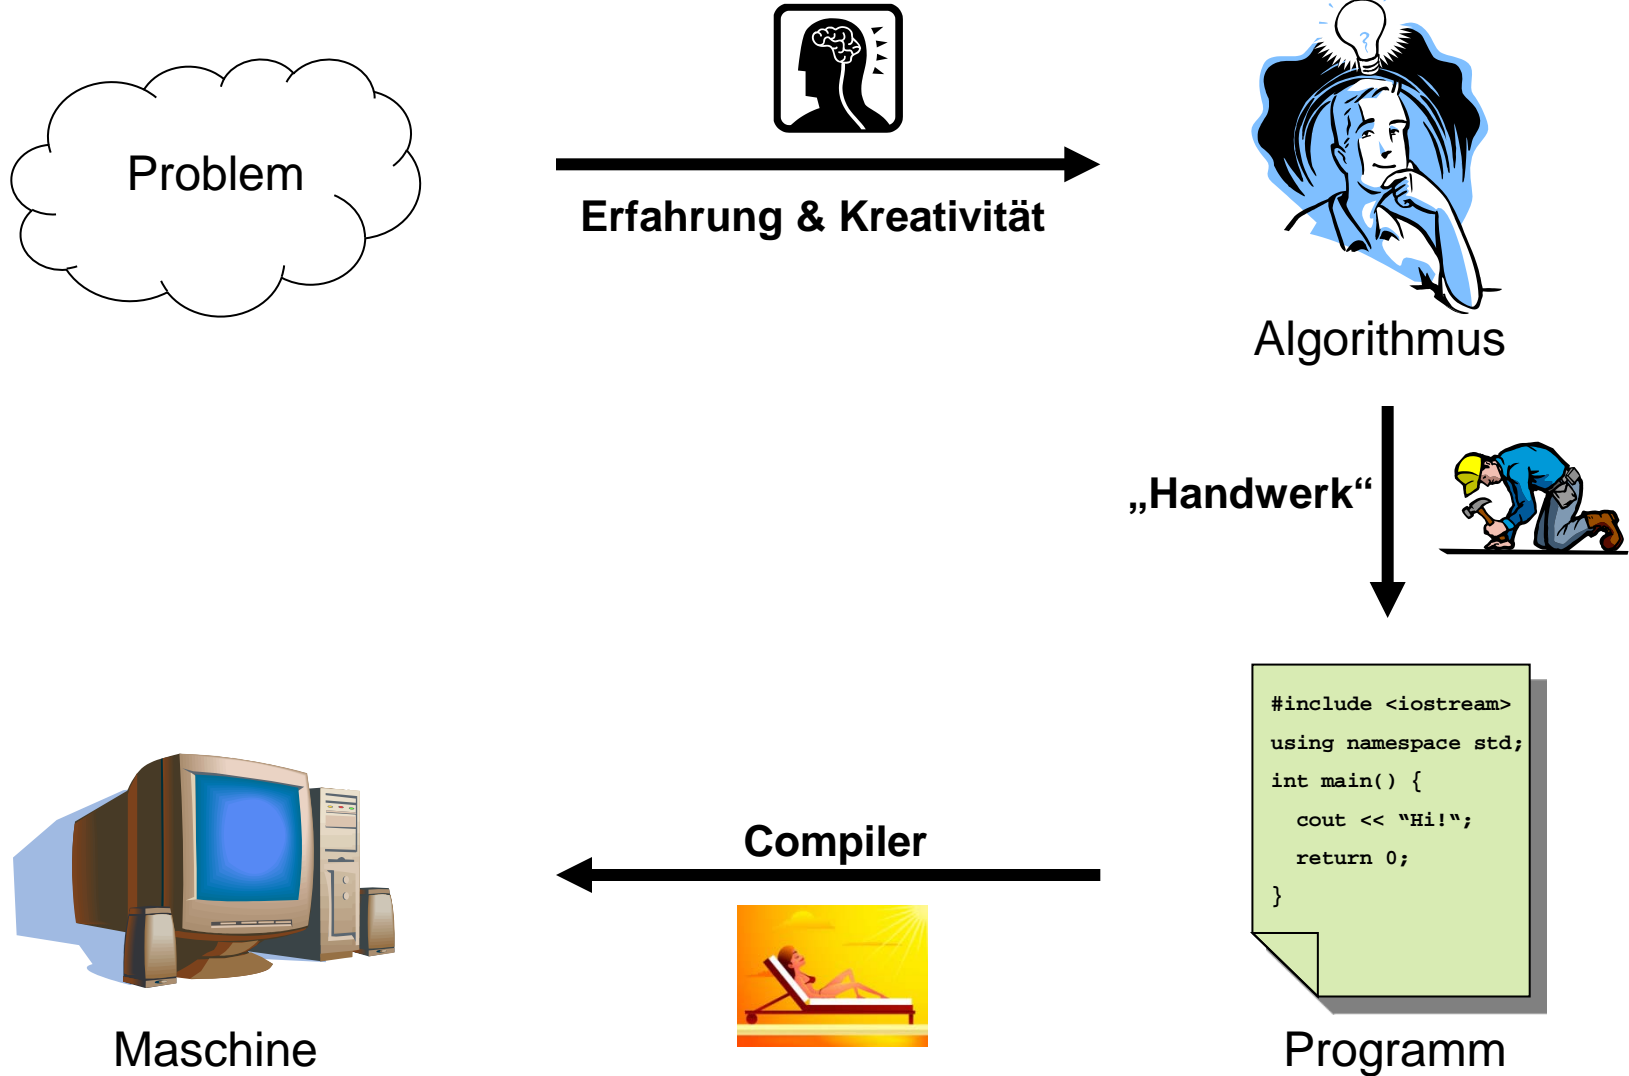 Problem
Erfahrung & Kreativität
?
Algorithmus
„Handwerk“
#include <iostream>
using namespace std;
int main() {
cout << “Hi!“;
return 0;
}
Compiler
Maschine
Programm